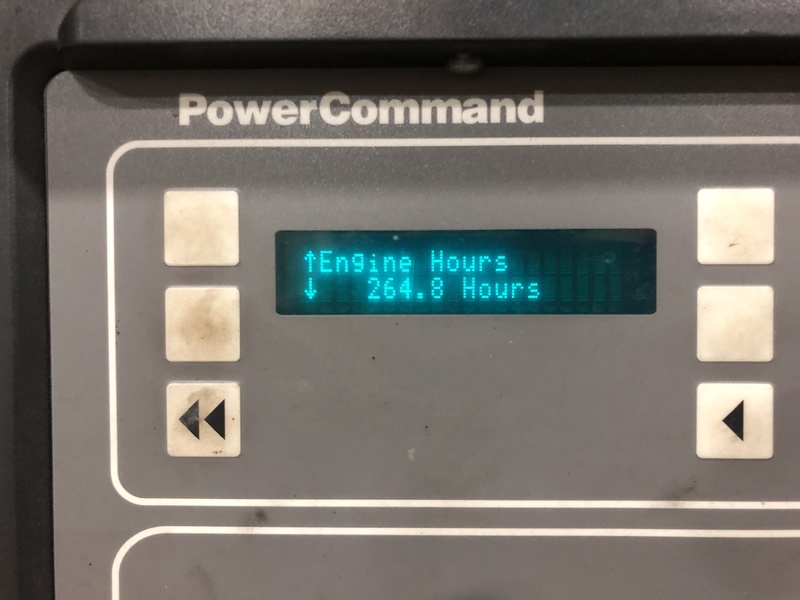 PowerCommand
↑Engine Hours
↓ 264.8 Hours